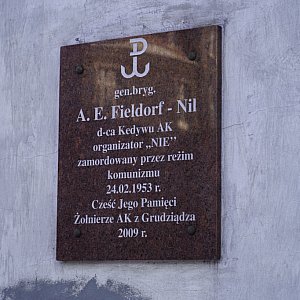 gen.bryg.
A. E. Fieldorf - Nil
d-ca Kedywu AK
organizator „NIE”
zamordowany przez reżim
komunizmu
24.02.1953 r.
Cześć Jego Pamięci
Żołnierze AK z Grudziądza
2009 r.